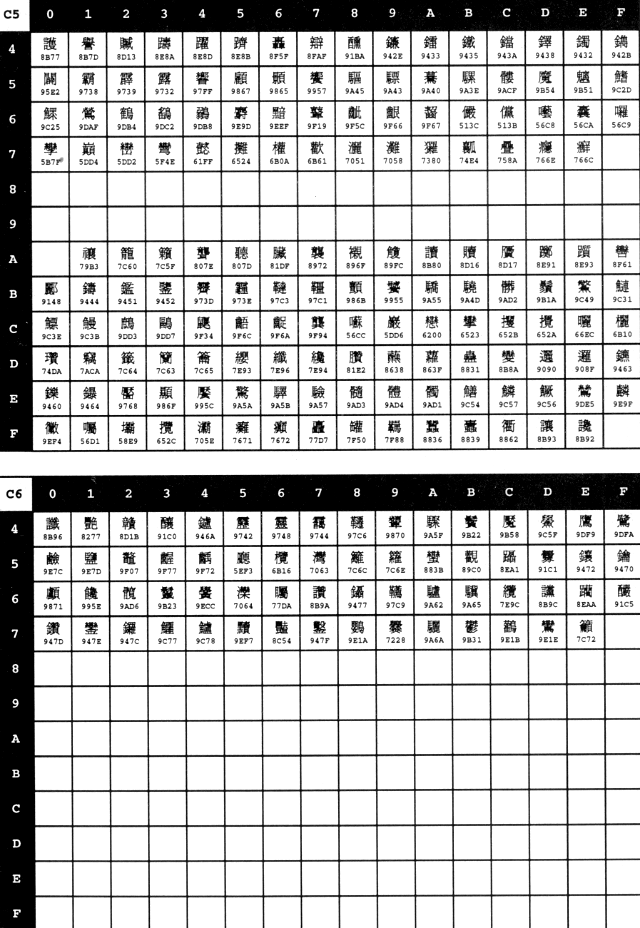 C5 0 1 2 3 4 5 6 7 8 9 A B C D E F
4 護 譽 贓 躊 躍 躋 轟 辯 醺 鐮 鐳 鐵 鐺 鐸 鐲 鐫
8B77 8B7D 8D13 8E8A 8E8D 8E8B 8F5F 8FAF 91BA 942E 9433 9435 943A 9438 9432 942B
5 闢 霸 霹 露 響 顧 顥 饗 驅 驃 驀 騾 髏 魔 魑 鰭
95E2 9738 9739 9732 97FF 9867 9865 9957 9A45 9A43 9A40 9A3E 9ACF 9B54 9B51 9C2D
6 鰥 鶯 鶴 鷂 鶸 麝 黯 鼙 齜 齦 齧 儼 儻 囈 囊 囉
9C25 9DAF 9DB4 9DC2 9DB8 9E9D 9EEF 9F19 9F5C 9F66 9F67 513C 513B 56C8 56CA 56C9
7 孿 巔 巒 彎 懿 攤 權 歡 灑 灘 玀 瓤 疊 癮 癬
5B7F 5DD4 5DD2 5F4E 61FF 6524 6B0A 6B61 7051 7058 7380 74E4 758A 766E 766C
8
9
A 禳 籠 籟 聾 聽 臟 襲 襯 觼 讀 贖 贗 躑 躓 轡
79B3 7C60 7C5F 807E 807D 81DF 8972 896F 89FC 8B80 8D16 8D17 8E91 8E93 8F61
B 酈 鑄 鑑 鑒 霽 霾 韃 韁 顫 饕 驕 驍 髒 鬚 鱉 鰱
9148 9444 9451 9452 973D 973E 97C3 97C1 986B 9955 9A55 9A4D 9AD2 9B1A 9C49 9C31
C 鰾 鰻 鷓 鷗 鼴 齬 齪 龔 囌 巖 戀 攣 攫 攪 曬 欐
9C3E 9C3B 9DD3 9DD7 9F34 9F6C 9F6A 9F94 56CC 5DD6 6200 6523 652B 652A 66EC 6B10
D 瓚 竊 籤 籣 籥 纓 纖 纔 臢 蘸 蘿 蠱 變 邐 邏 鑣
74DA 7ACA 7C64 7C63 7C65 7E93 7E96 7E94 81E2 8638 863F 8831 8B8A 9090 908F 9463
E 鑠 鑤 靨 顯 饜 驚 驛 驗 髓 體 髑 鱔 鱗 鱖 鷥 麟
9460 9464 9768 986F 995C 9A5A 9A5B 9A57 9AD3 9AD4 9AD1 9C54 9C57 9C56 9DE5 9E9F
F 黴 囑 壩 攬 灞 癱 癲 矗 罐 羈 蠶 蠹 衢 讓 讒
9EF4 56D1 58E9 652C 705E 7671 7672 77D7 7F50 7F88 8836 8839 8862 8B93 8B92
C6 0 1 2 3 4 5 6 7 8 9 A B C D E F
4 讖 艷 贛 釀 鑪 靂 靈 靄 韆 顰 驟 鬢 魘 鱟 鷹 鷺
8B96 8277 8D1B 91C0 946A 9742 9748 9744 97C6 9870 9A5F 9B22 9B58 9C5F 9DF9 9DFA
5 鹼 鹽 鼇 齷 齲 廳 欖 灣 籬 籮 蠻 觀 躡 釁 鑲 鑰
9E7C 9E7D 9F07 9F77 9F72 5EF3 6B16 7063 7C6C 7C6E 883B 89C0 8EA1 91C1 9472 9470
6 顱 饞 髖 鬣 黌 灤 矚 讚 鑷 韉 驢 驥 纜 讜 躪 釅
9871 995E 9AD6 9B23 9ECC 7064 77DA 8B9A 9477 97C9 9A62 9A65 7E9C 8B9C 8EAA 91C5
7 鑽 鑾 鑼 鱷 鱸 黷 豔 鑿 鸚 爨 驪 鬱 鸛 鸞 籲
947D 947E 947C 9C77 9C78 9EF7 8C54 947F 9E1A 7228 9A6A 9B31 9E1B 9E1E 7C72
8
9
A
B
C
D
E
F